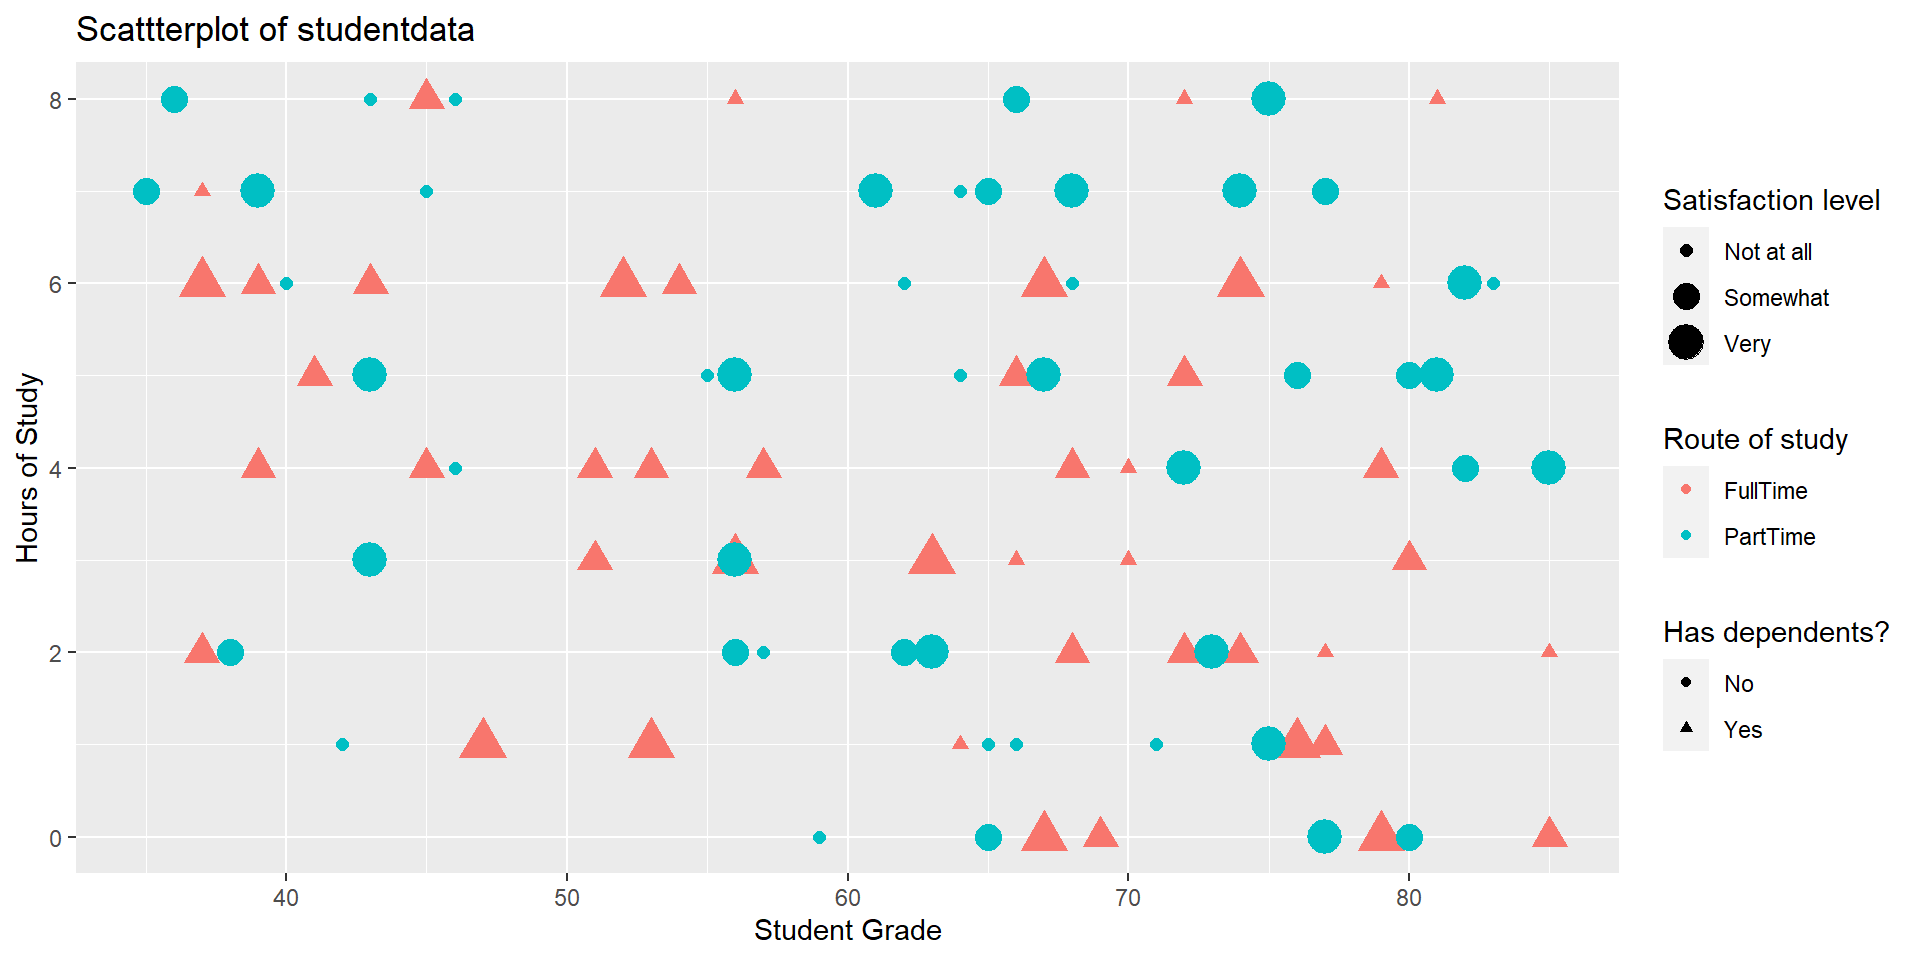 Scattterplot of studentdata
Hours of Study
8
6
4
2
0
40 50 60 70 80
Student Grade
Satisfaction level
Not at all
Somewhat
Very
Route of study
FullTime
PartTime
Has dependents?
No
Yes